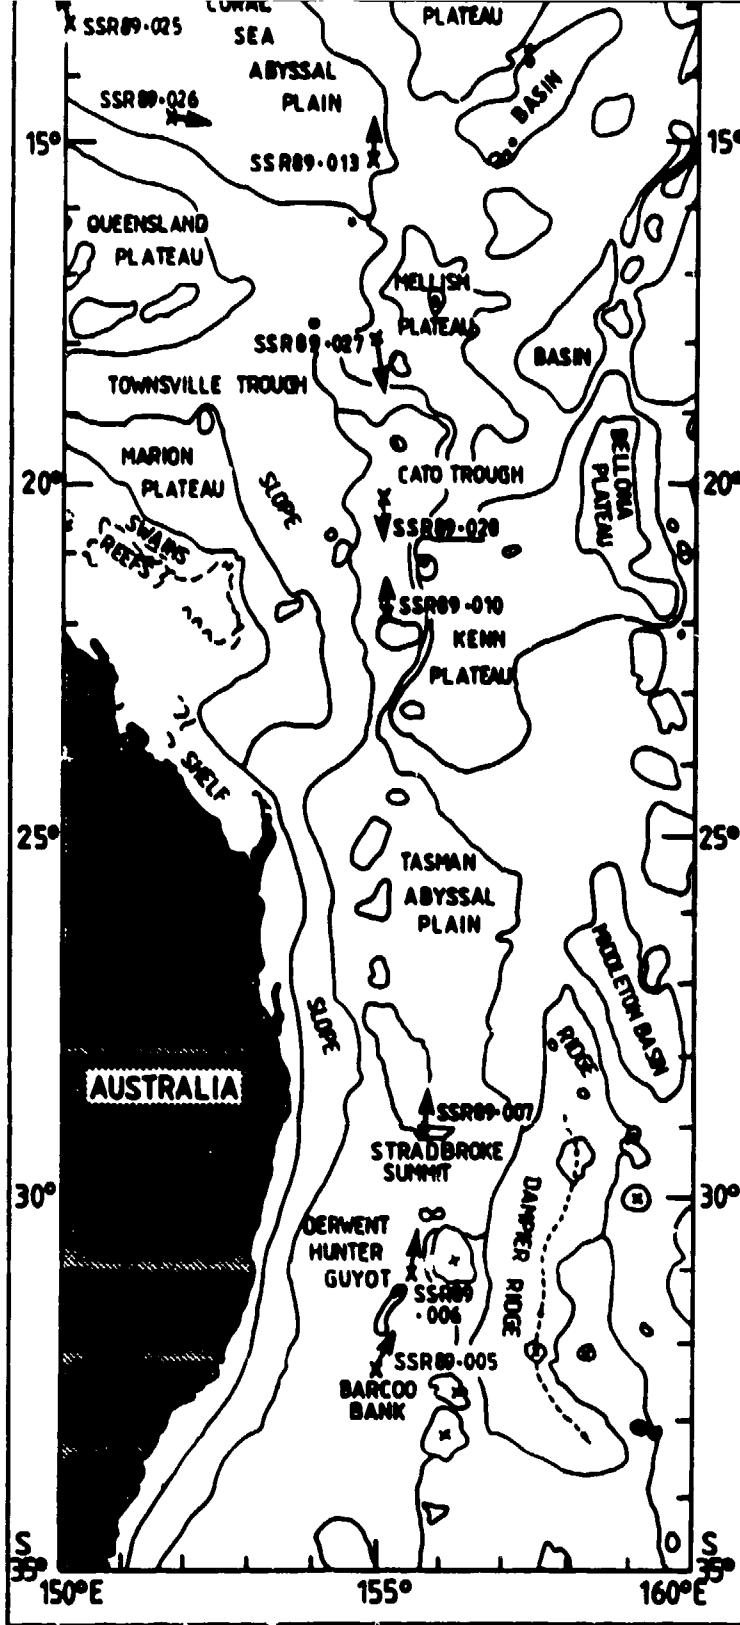 PLATEAU
CORAL
SEA
ABYSSAL
PLAIN
SSR89-025
SSR89-026
BASIN
15°
15°
SSR89-013
QUEENSLAND
PLATEAU
MELLISH
PLATEAU
SSR89-027
BASIN
TOWNSVILLE TROUGH
MARION
PLATEAU
SLOPE
CATO TROUGH
BELLONA
PLATEAU
20°
20°
SWAINS
REEFS
SSR89-028
SSR89-010
KENN
PLATEAU
SHELF
25°
25°
TASMAN
ABYSSAL
PLAIN
MIDDLETON BASIN
SLOPE
RIDGE
AUSTRALIA
SSR89-007
STRADBROKE
SUMMIT
30°
30°
DAMPIER RIDGE
DERWENT
HUNTER
GUYOT
SSR89
-006
SSR89-005
BARCOO
BANK
S
S
35°
35°
150°E
155°
160°E